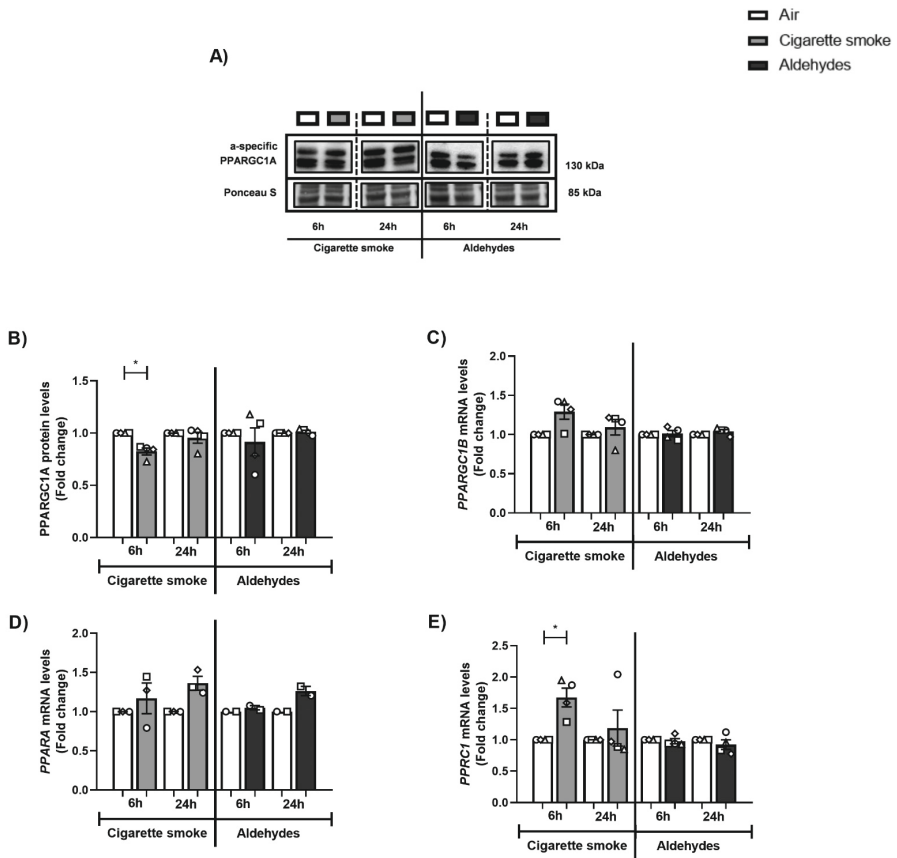 Air
Cigarette smoke
Aldehydes
A)
a-specific
PPARGC1A
130 kDa
Ponceau S
85 kDa
6h 24h 6h 24h
Cigarette smoke Aldehydes
B)
PPARGC1A protein levels
(Fold change)
1.5
1.0
0.5
0.0
*
6h 24h 6h 24h
Cigarette smoke Aldehydes
C)
PPARGC1B mRNA levels
(Fold change)
2.0
1.5
1.0
0.5
0.0
6h 24h 6h 24h
Cigarette smoke Aldehydes
D)
PPARA mRNA levels
(Fold change)
2.0
1.5
1.0
0.5
0.0
6h 24h 6h 24h
Cigarette smoke Aldehydes
E)
PPRC1 mRNA levels
(Fold change)
2.5
2.0
1.5
1.0
0.5
0.0
*
6h 24h 6h 24h
Cigarette smoke Aldehydes